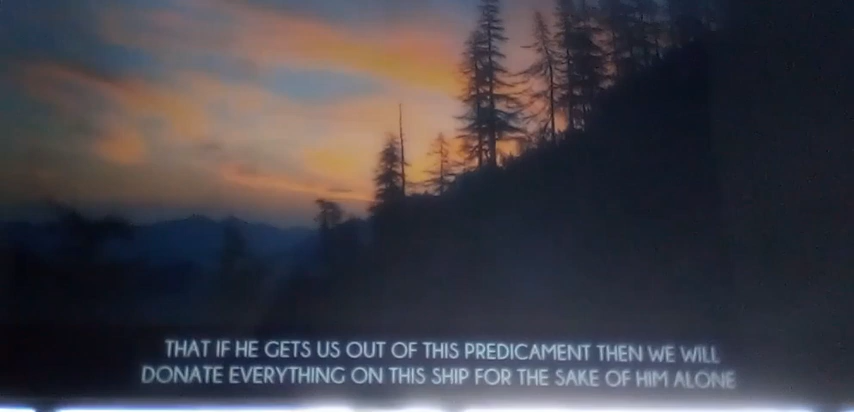 THAT IF HE GETS US OUT OF THIS PREDICAMENT THEN WE WILL
DONATE EVERYTHING ON THIS SHIP FOR THE SAKE OF HIM ALONE